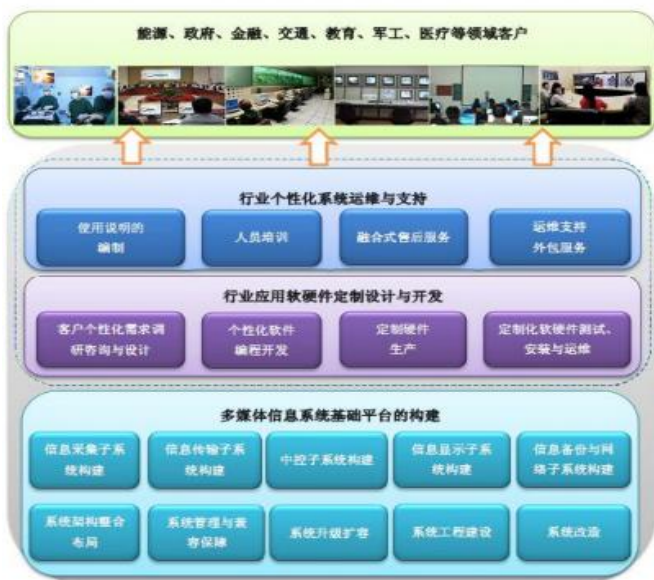 能源、政府、金融、交通、教育、军工、医疗等领域客户
行业个性化系统运维与支持
使用说明的
编制
人员培训
融合式售后服务
运维支持
外包服务
行业应用软硬件定制设计与开发
客户个性化需求调
研咨询与设计
个性化软件
编程开发
定制硬件
生产
定制化软硬件测试、
安装与运维
多媒体信息系统基础平台的构建
信息采集子系
统构建
信息传输子系
统构建
中控子系统构建
信息显示子系
统构建
信息备份与网
络子系统构建
系统架构整合
布局
系统管理与兼
容保障
系统升级扩容
系统工程建设
系统改造